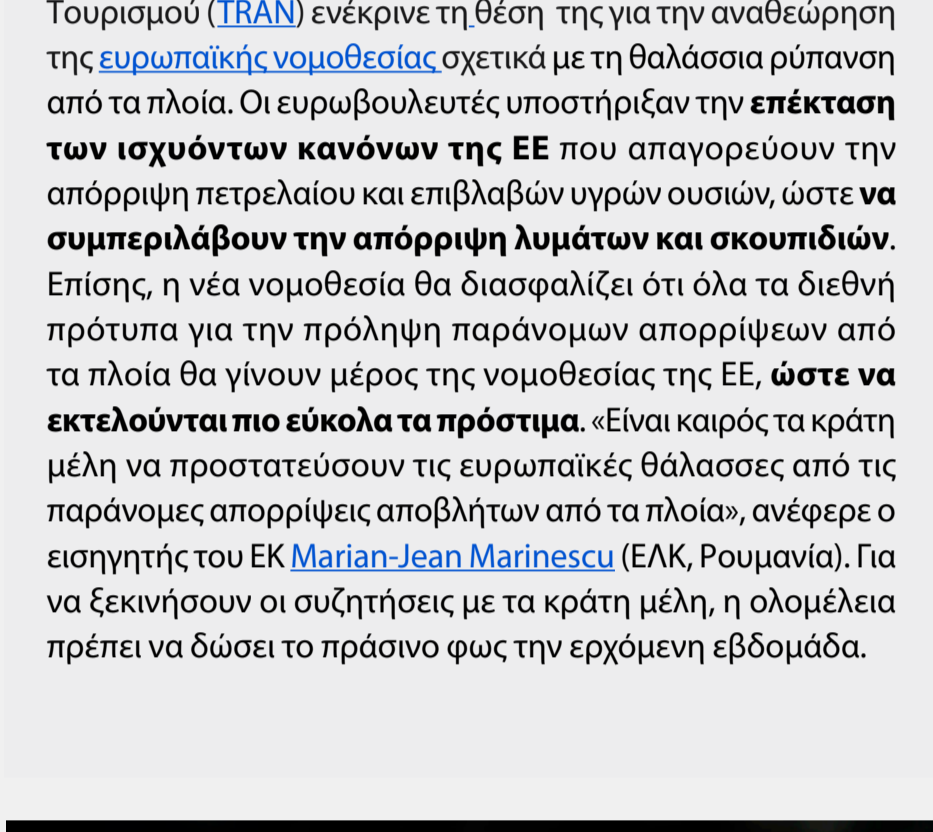 Τουρισμού (TRAN) ενέκρινε τη θέση της για την αναθεώρηση
της ευρωπαϊκής νομοθεσίας σχετικά με τη θαλάσσια ρύπανση
από τα πλοία. Οι ευρωβουλευτές υποστήριξαν την επέκταση
των ισχυόντων κανόνων της ΕΕ που απαγορεύουν την
απόρριψη πετρελαίου και επιβλαβών υγρών ουσιών, ώστε να
συμπεριλάβουν την απόρριψη λυμάτων και σκουπιδιών.
Επίσης, η νέα νομοθεσία θα διασφαλίζει ότι όλα τα διεθνή
πρότυπα για την πρόληψη παράνομων απορρίψεων από
τα πλοία θα γίνουν μέρος της νομοθεσίας της ΕΕ, ώστε να
εκτελούνται πιο εύκολα τα πρόστιμα. «Είναι καιρός τα κράτη
μέλη να προστατεύσουν τις ευρωπαϊκές θάλασσες από τις
παράνομες απορρίψεις αποβλήτων από τα πλοία», ανέφερε ο
εισηγητής του ΕΚ Marian-Jean Marinescu (ΕΛΚ, Ρουμανία). Για
να ξεκινήσουν οι συζητήσεις με τα κράτη μέλη, η ολομέλεια
πρέπει να δώσει το πράσινο φως την ερχόμενη εβδομάδα.